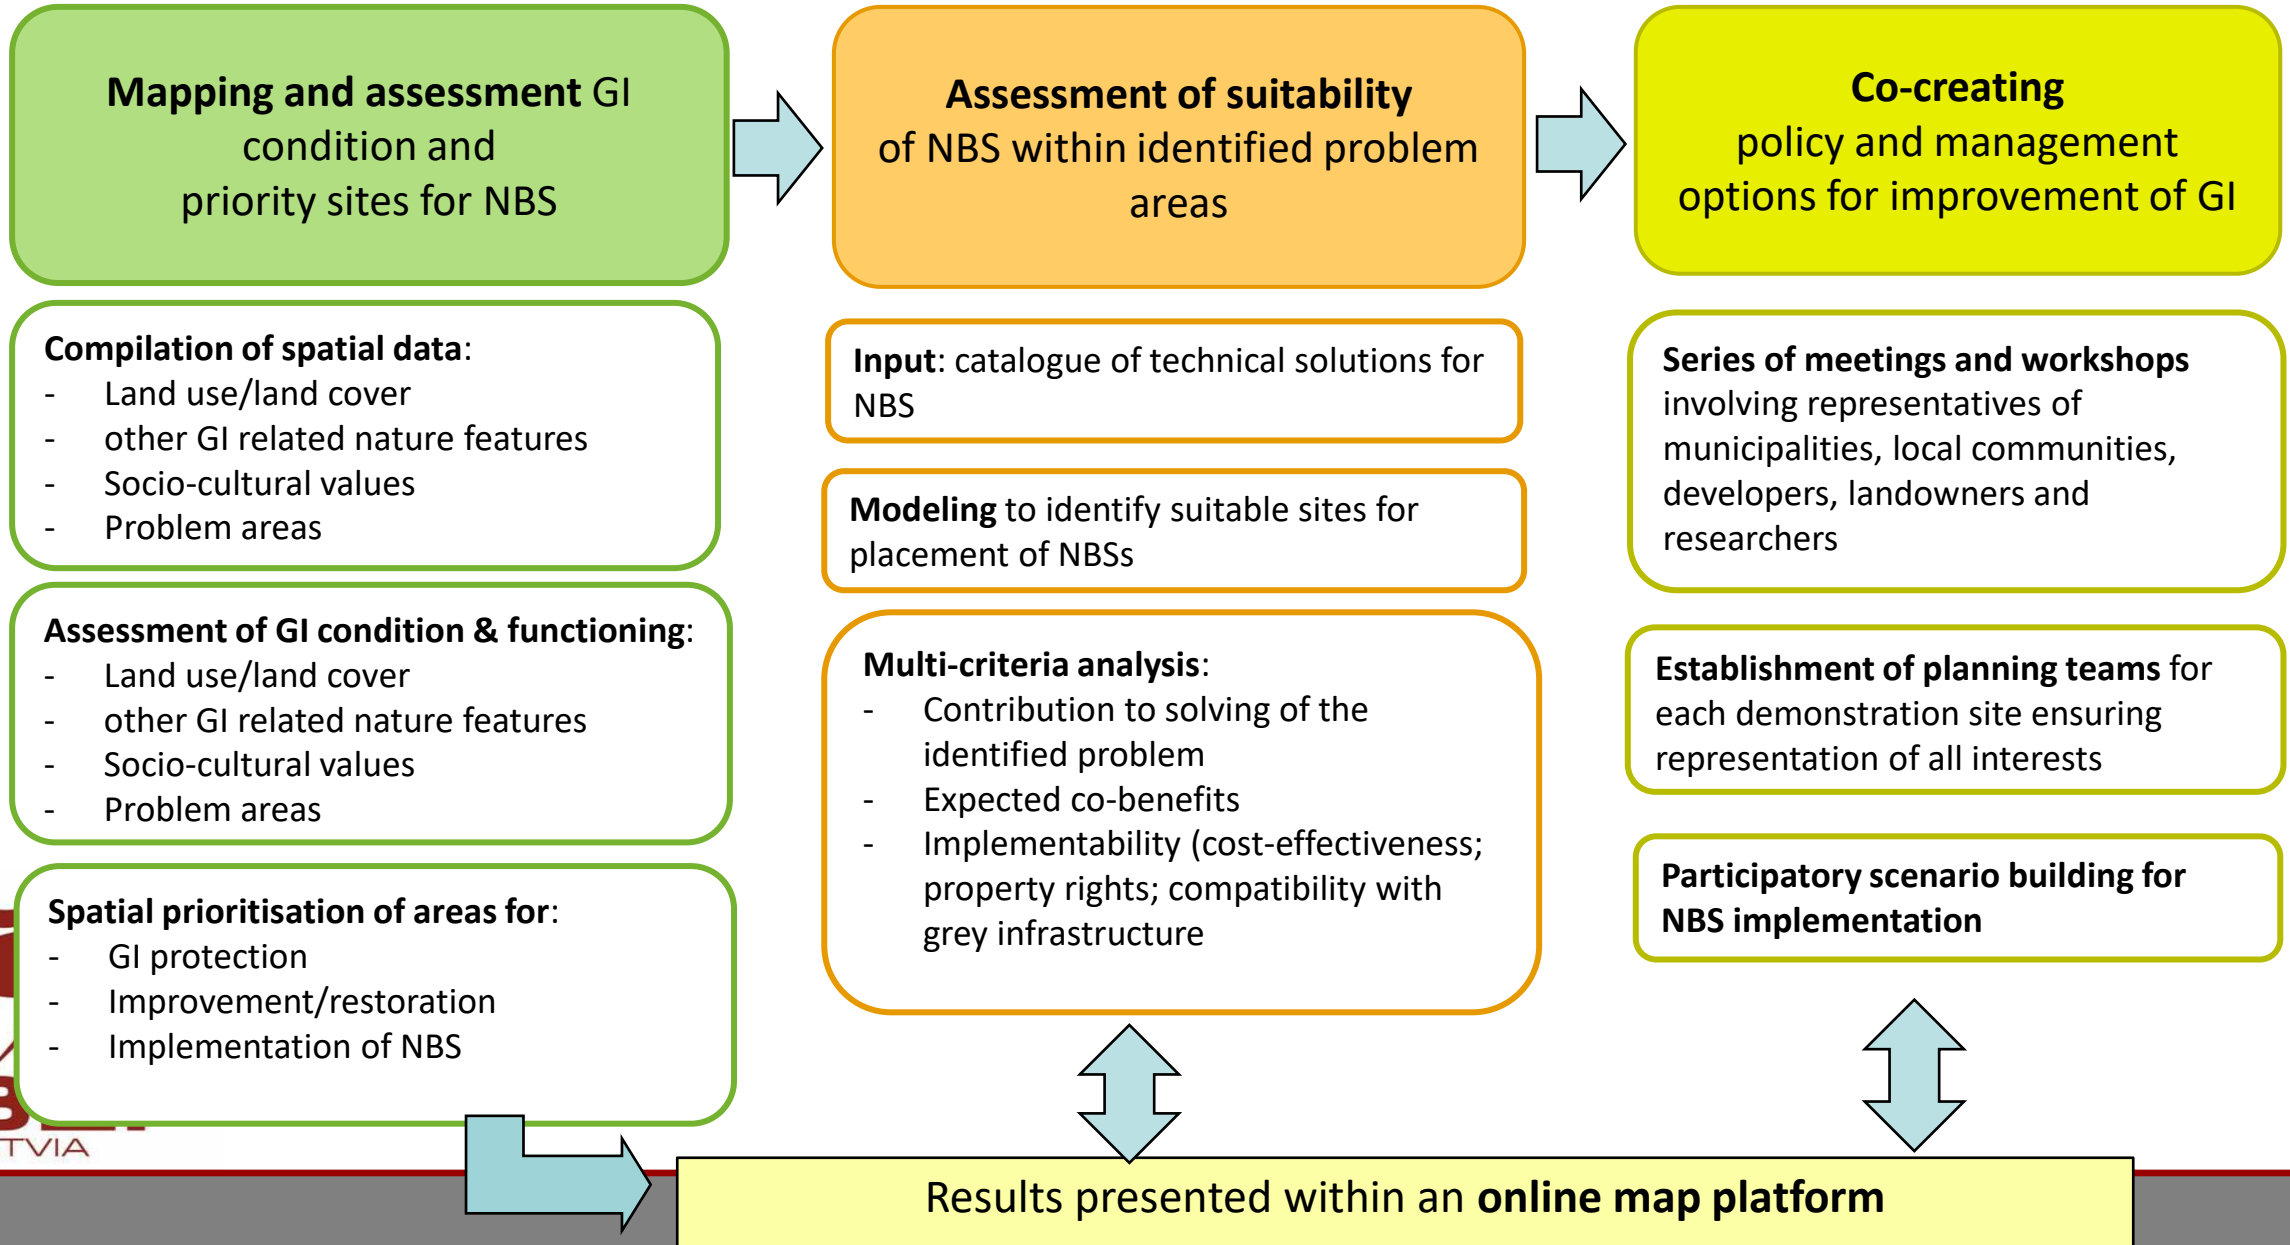 Mapping and assessment GI
condition and
priority sites for NBS
Compilation of spatial data:
- Land use/land cover
- other GI related nature features
- Socio-cultural values
- Problem areas
Assessment of GI condition & functioning:
- Land use/land cover
- other GI related nature features
- Socio-cultural values
- Problem areas
Spatial prioritisation of areas for:
- GI protection
- Improvement/restoration
- Implementation of NBS
Assessment of suitability
of NBS within identified problem
areas
Input: catalogue of technical solutions for
NBS
Modeling to identify suitable sites for
placement of NBSs
Multi-criteria analysis:
- Contribution to solving of the
identified problem
- Expected co-benefits
- Implementability (cost-effectiveness;
property rights; compatibility with
grey infrastructure
Co-creating
policy and management
options for improvement of GI
Series of meetings and workshops
involving representatives of
municipalities, local communities,
developers, landowners and
researchers
Establishment of planning teams for
each demonstration site ensuring
representation of all interests
Participatory scenario building for
NBS implementation
TVIA
Results presented within an online map platform